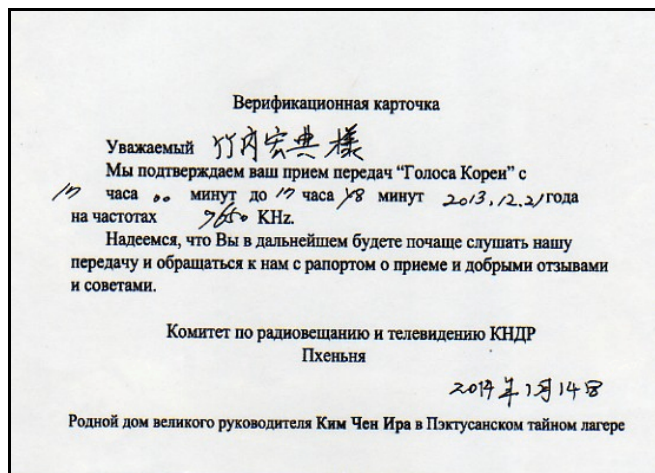 Верификационная карточка
Уважаемый 竹内宏典 様
Мы подтверждаем ваш прием передач “Голоса Кореи” с
17 часа 00 минут до 17 часа 48 минут 2013.12.21 года
на частотах 7650 KHz.
Надеемся, что Вы в дальнейшем будете почаще слушать нашу
передачу и обращаться к нам с рапортом о приеме и добрыми отзывами
и советами.
Комитет по радиовещанию и телевидению КНДР
Пхеньня
2014年1月14日
Родной дом великого руководителя Ким Чен Ира в Пэктусанском тайном лагере